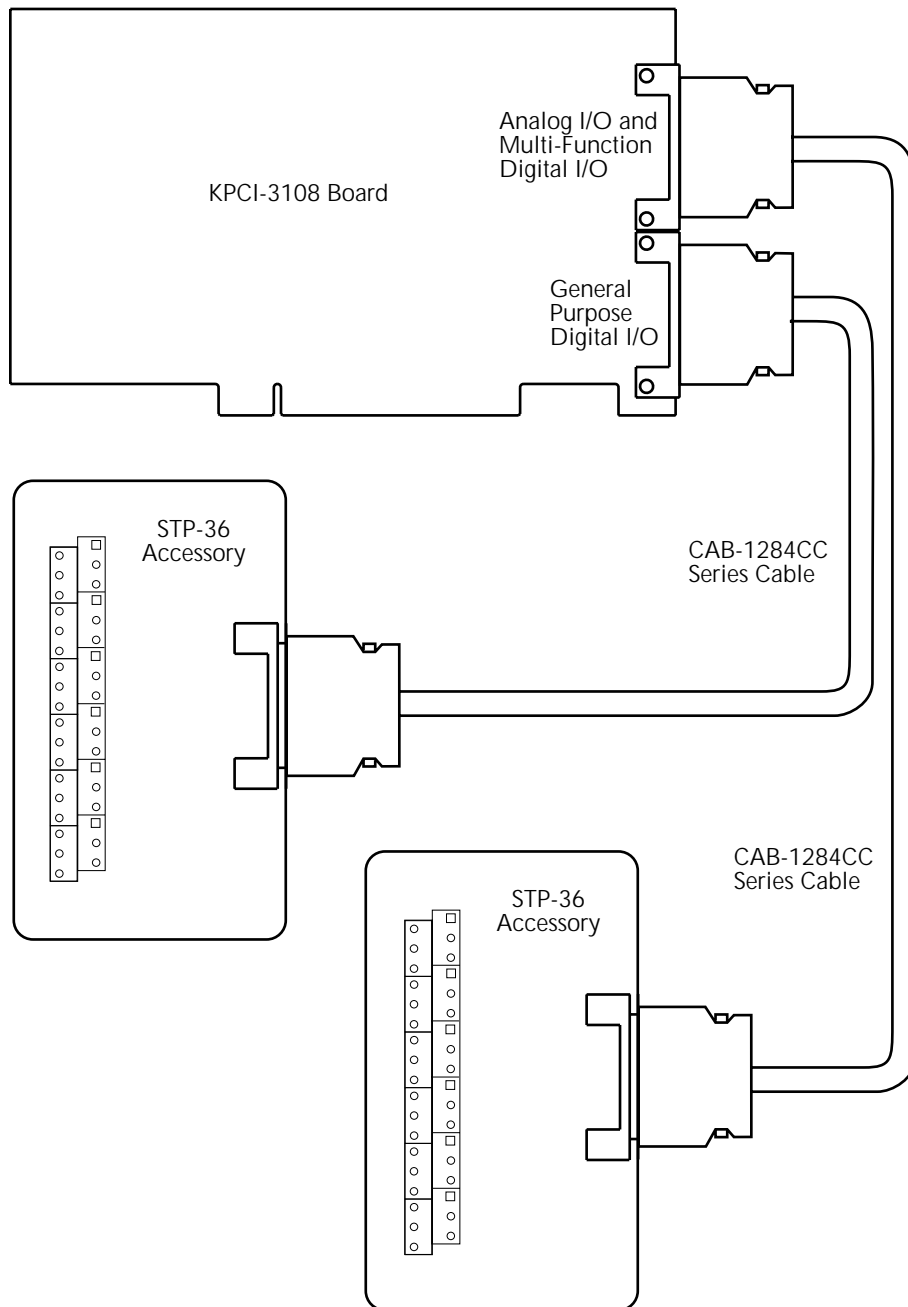 Analog I/O and
Multi-Function
Digital I/O
KPCI-3108 Board
General
Purpose
Digital I/O
STP-36
Accessory
CAB-1284CC
Series Cable
CAB-1284CC
Series Cable
STP-36
Accessory